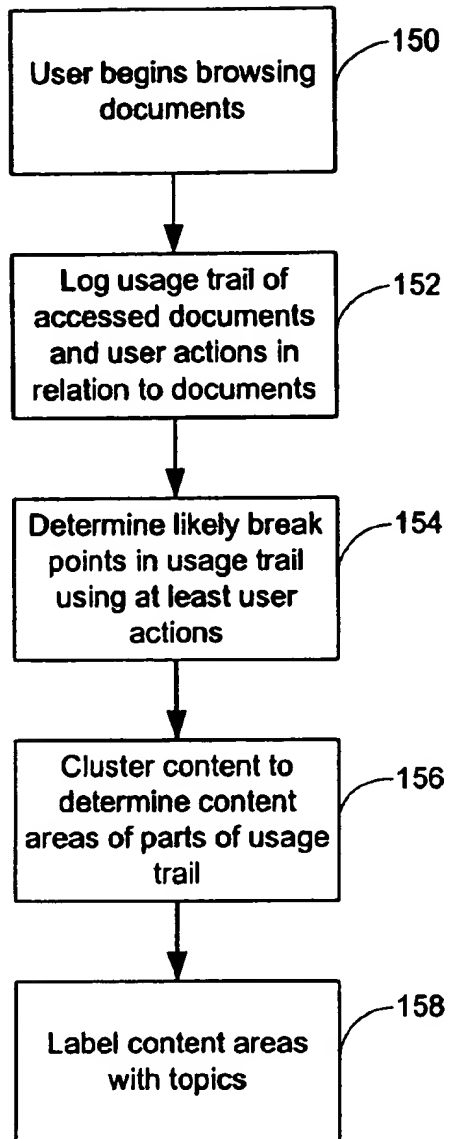 User begins browsing
documents
150
Log usage trail of
accessed documents
and user actions in
relation to documents
152
Determine likely break
points in usage trail
using at least user
actions
154
Cluster content to
determine content
areas of parts of usage
trail
156
Label content areas
with topics
158